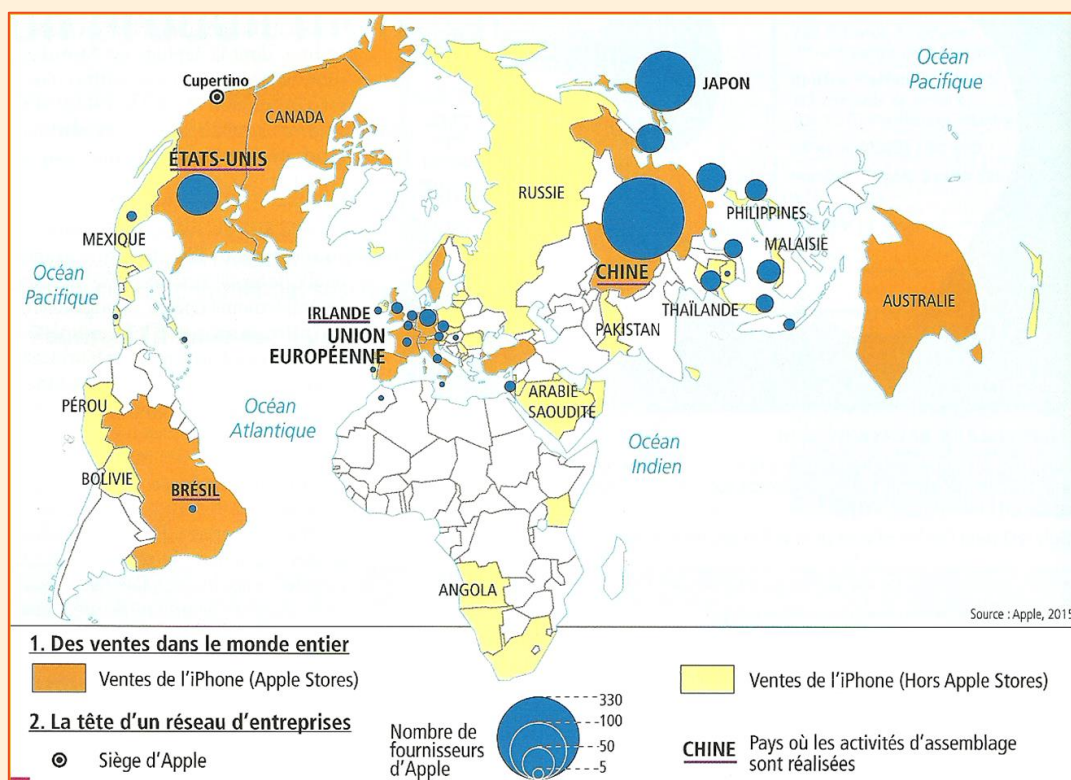 Océan
Pacifique
Cupertino
JAPON
CANADA
ÉTATS-UNIS
RUSSIE
PHILIPPINES
MEXIQUE
MALAISIE
Océan
Pacifique
CHINE
AUSTRALIE
IRLANDE
THAÏLANDE
UNION
EUROPÉENNE
PAKISTAN
ARABIE
SAOUDITE
PÉROU
Océan
Atlantique
Océan
Indien
BOLIVIE
BRÉSIL
ANGOLA
Source : Apple, 2015
1. Des ventes dans le monde entier
Ventes de l'iPhone (Apple Stores)
Ventes de l'iPhone (Hors Apple Stores)
2. La tête d'un réseau d'entreprises
Siège d'Apple
Nombre de
fournisseurs
d'Apple
330
100
50
5
CHINE Pays où les activités d'assemblage
sont réalisées